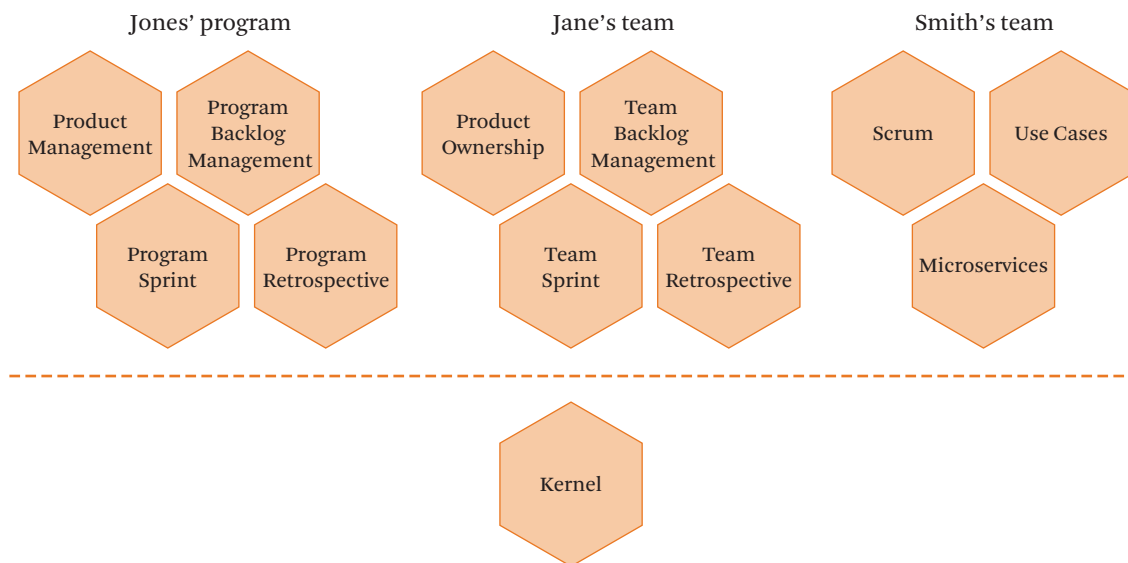 Jones’ program
Jane’s team
Smith’s team
Product
Management
Program
Backlog
Management
Program
Sprint
Program
Retrospective
Product
Ownership
Team
Backlog
Management
Team
Sprint
Team
Retrospective
Scrum
Use Cases
Microservices
Kernel